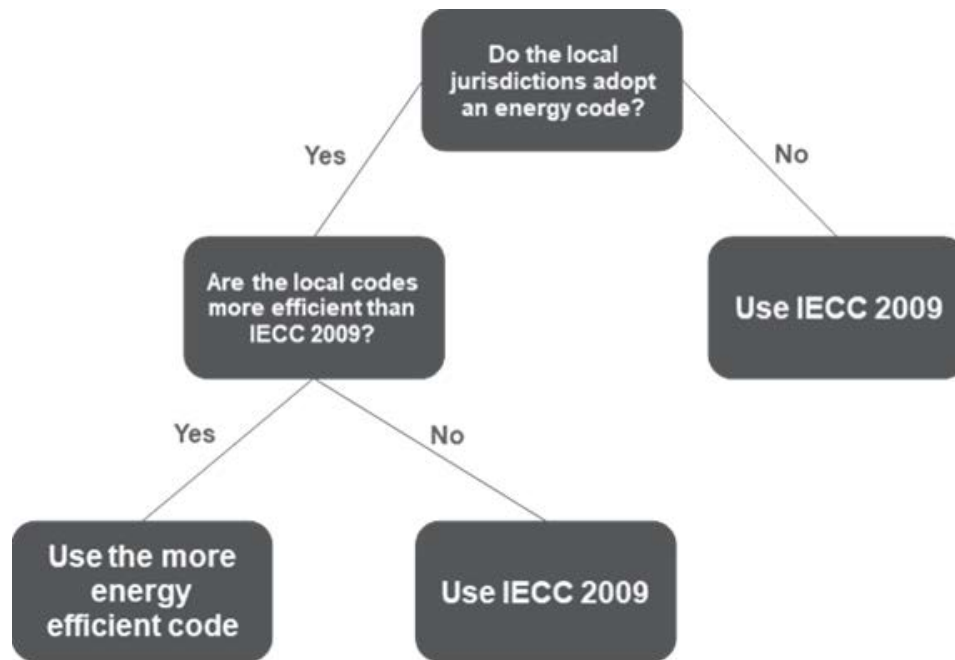 Do the local
jurisdictions adopt
an energy code?
Yes
No
Are the local codes
more efficient than
IECC 2009?
Use IECC 2009
Yes
No
Use the more
energy
efficient code
Use IECC 2009